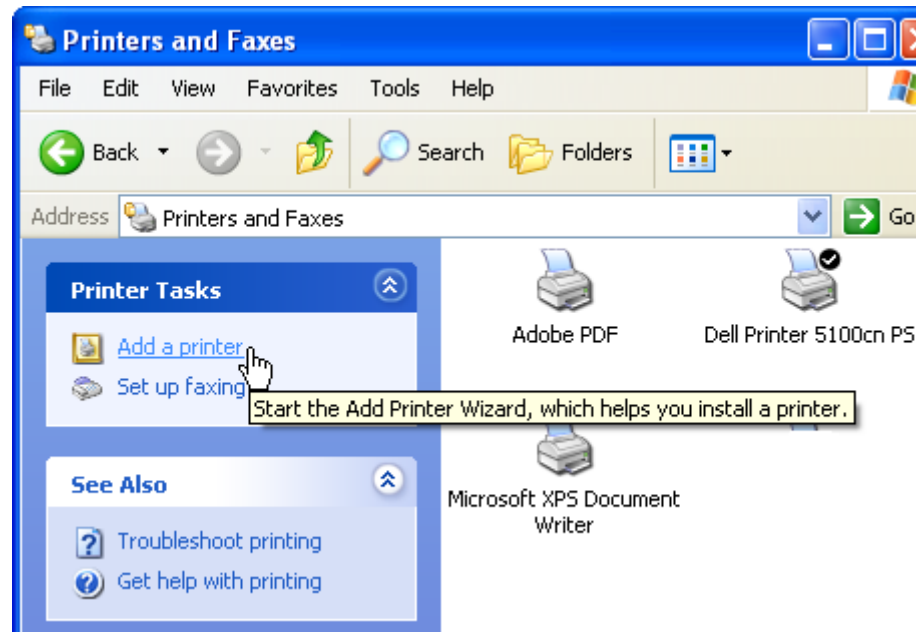 Printers and Faxes
File Edit View Favorites Tools Help
Back Search Folders
Address Printers and Faxes Go
Printer Tasks
Add a printer
Set up faxing
Start the Add Printer Wizard, which helps you install a printer.
See Also
Troubleshoot printing
Get help with printing
Adobe PDF
Dell Printer 5100cn PS
Microsoft XPS Document
Writer